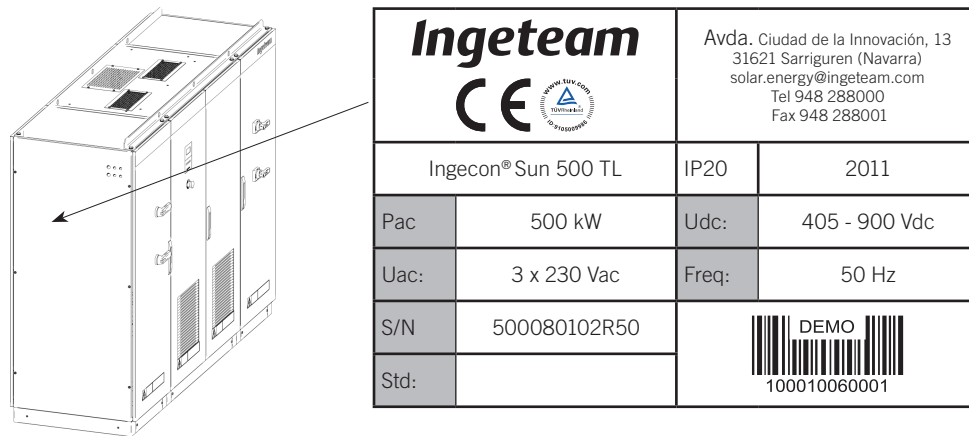 Ingeteam
CE
www.tuv.com
TÜVRheinland
ID:9105009986
Avda. Ciudad de la Innovación, 13
31621 Sarriguren (Navarra)
solar.energy@ingeteam.com
Tel 948 288000
Fax 948 288001
Ingecon® Sun 500 TL IP20 2011
Pac 500 kW Udc: 405 - 900 Vdc
Uac: 3 x 230 Vac Freq: 50 Hz
S/N 500080102R50
DEMO
100010060001
Std: